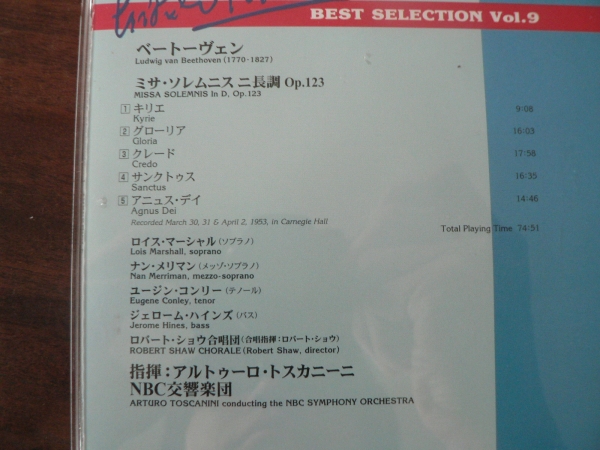 BEST SELECTION Vol.9
ベートーヴェン
Ludwig van Beethoven (1770-1827)
ミサ・ソレムニス ニ長調 Op.123
MISSA SOLEMNIS In D, Op.123
1 キリエ 9:08
Kyrie
2 グローリア 16:03
Gloria
3 クレード 17:58
Credo
4 サンクトゥス 16:35
Sanctus
5 アニュス・デイ 14:46
Agnus Dei
Recorded March 30, 31 & April 2, 1953, in Carnegie Hall
Total Playing Time 74:51
ロイス・マーシャル(ソプラノ)
Lois Marshall, soprano
ナン・メリマン(メッゾ・ソプラノ)
Nan Merriman, mezzo-soprano
ユージン・コンリー(テノール)
Eugene Conley, tenor
ジェローム・ハインズ(バス)
Jerome Hines, bass
ロバート・ショウ合唱団(合唱指揮:ロバート・ショウ)
ROBERT SHAW CHORALE (Robert Shaw, director)
指揮:アルトゥーロ・トスカニーニ
NBC交響楽団
ARTURO TOSCANINI conducting the NBC SYMPHONY ORCHESTRA